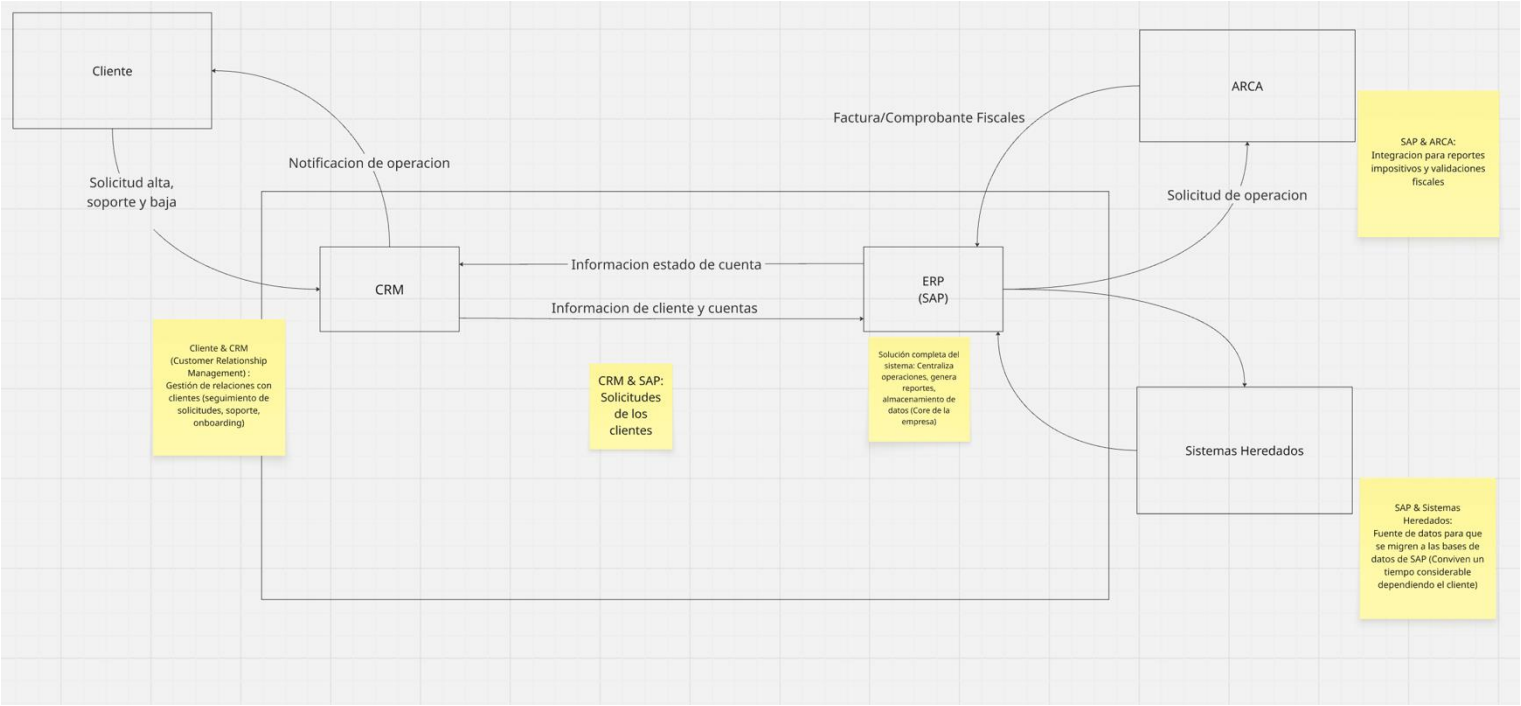 Cliente
ARCA
Factura/Comprobante Fiscales
SAP & ARCA:
Integracion para reportes
impositivos y validaciones
fiscales
Notificacion de operacion
Solicitud alta,
soporte y baja
Solicitud de operacion
Informacion estado de cuenta
CRM
ERP
(SAP)
Informacion de cliente y cuentas
Cliente & CRM
(Customer Relationship
Management) :
Gestión de relaciones con
clientes (seguimiento de
solicitudes, soporte,
onboarding)
CRM & SAP:
Solicitudes
de los
clientes
Solución completa del
sistema: Centraliza
operaciones, genera
reportes,
almacenamiento de
datos (Core de la
empresa)
Sistemas Heredados
SAP & Sistemas
Heredados:
Fuente de datos para que
se migren a las bases de
datos de SAP (Conviven un
tiempo considerable
dependiendo el cliente)